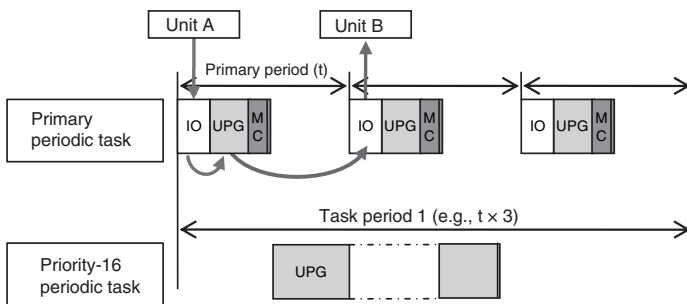 Unit A
Unit B
Primary period (t)
Primary
periodic task
IO
UPG
M
C
IO
UPG
M
C
IO
UPG
M
C
Task period 1 (e.g., t × 3)
Priority-16
periodic task
UPG